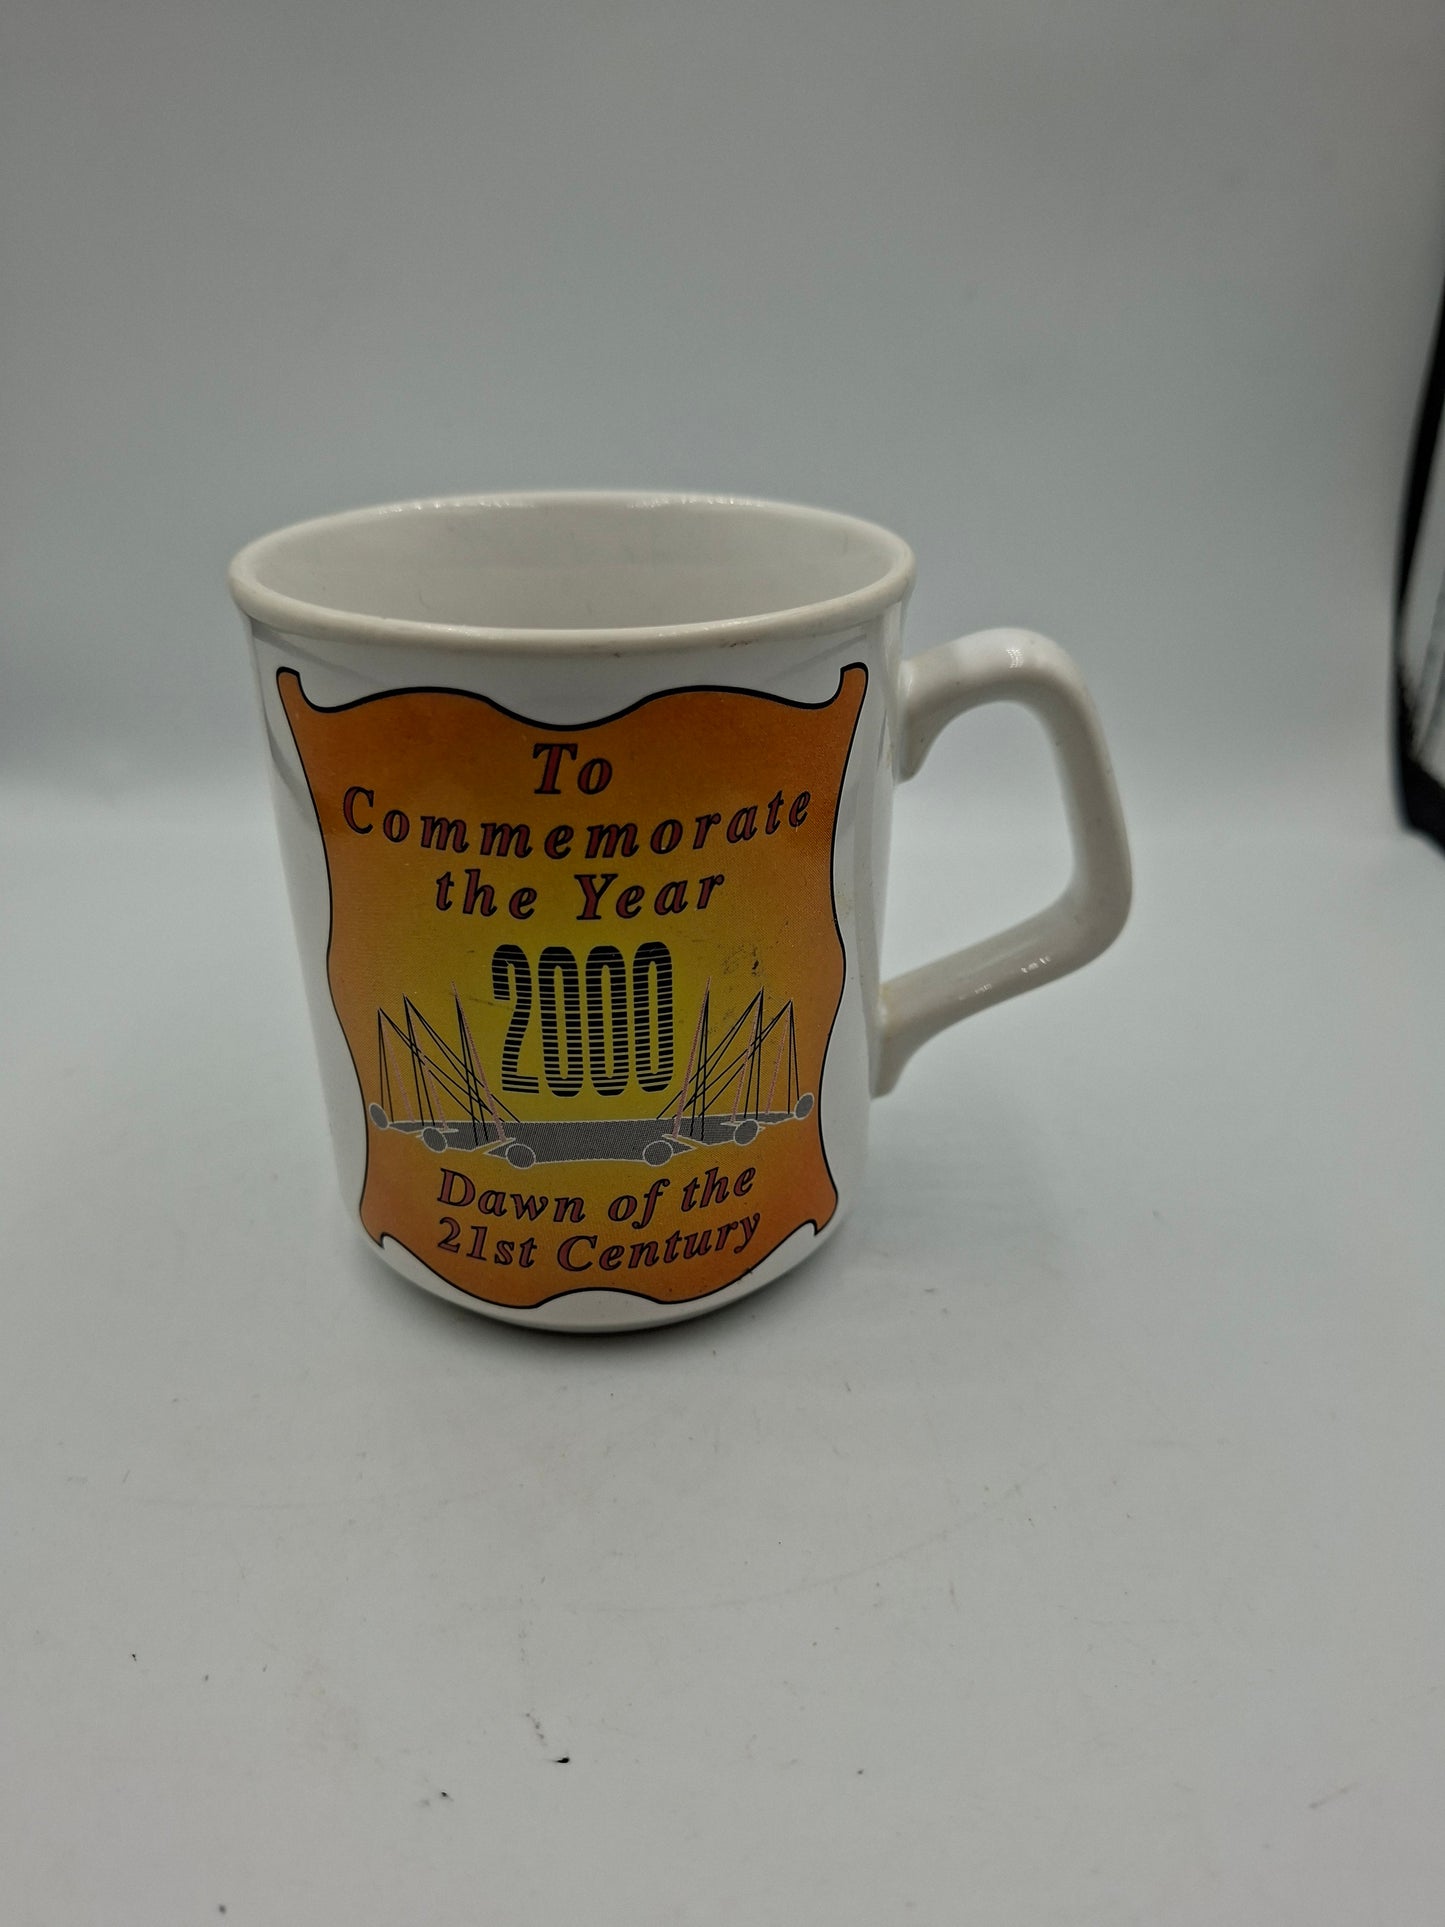 To
Commemorate
the Year
2000
Dawn of the
21st Century